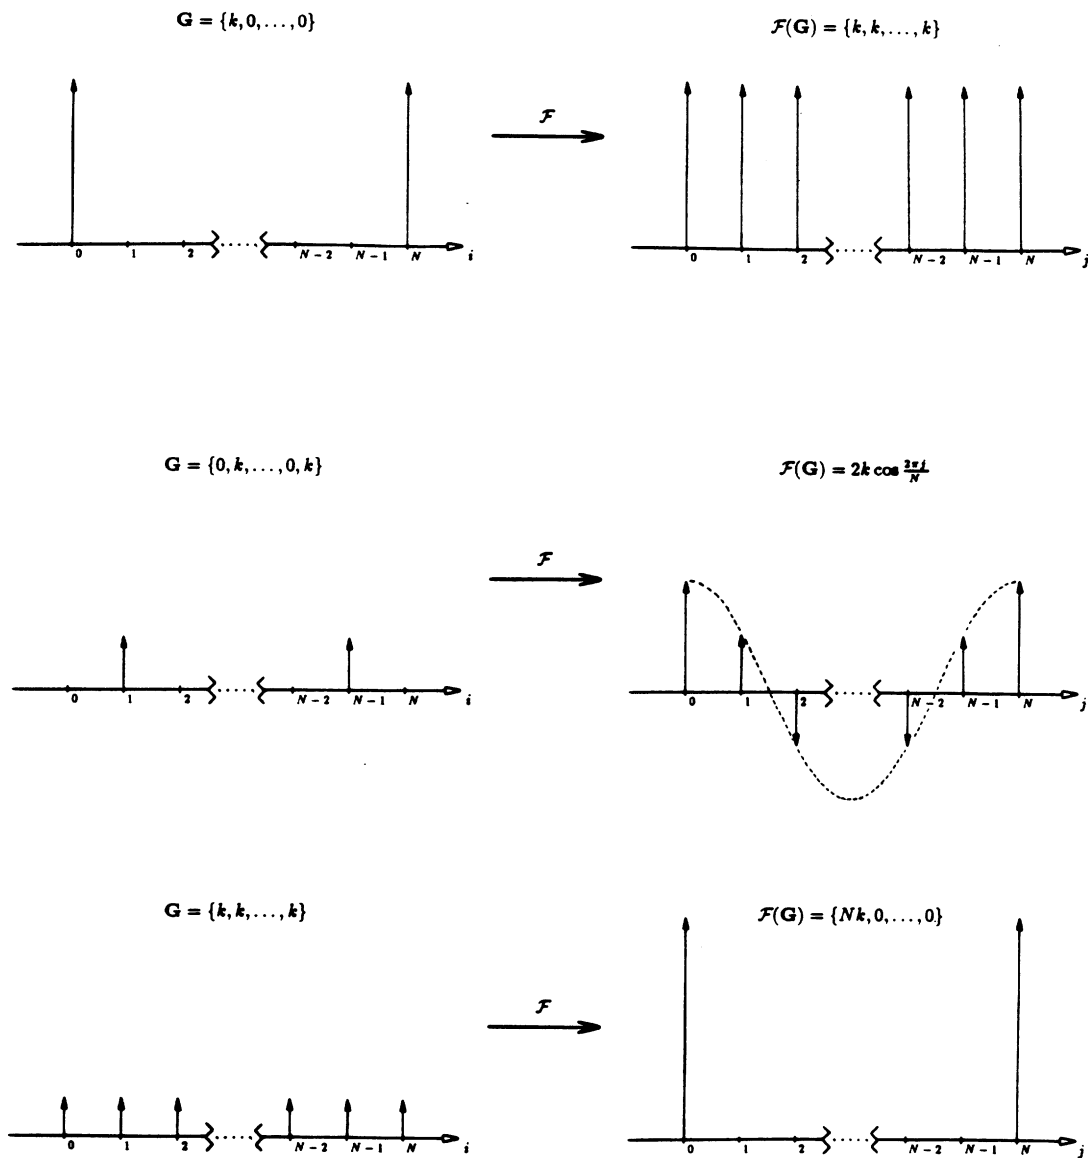 G = {k, 0, . . . , 0}
F(G) = {k, k, . . . , k}
F
0 1 2 ..... N − 2 N − 1 N i
0 1 2 ..... N − 2 N − 1 N j
G = {0, k, . . . , 0, k}
F(G) = 2k cos 2πj/N
F
0 1 2 ..... N − 2 N − 1 N i
0 1 2 ..... N − 2 N − 1 N j
G = {k, k, . . . , k}
F(G) = {Nk, 0, . . . , 0}
F
0 1 2 ..... N − 2 N − 1 N i
0 1 2 ..... N − 2 N − 1 N j